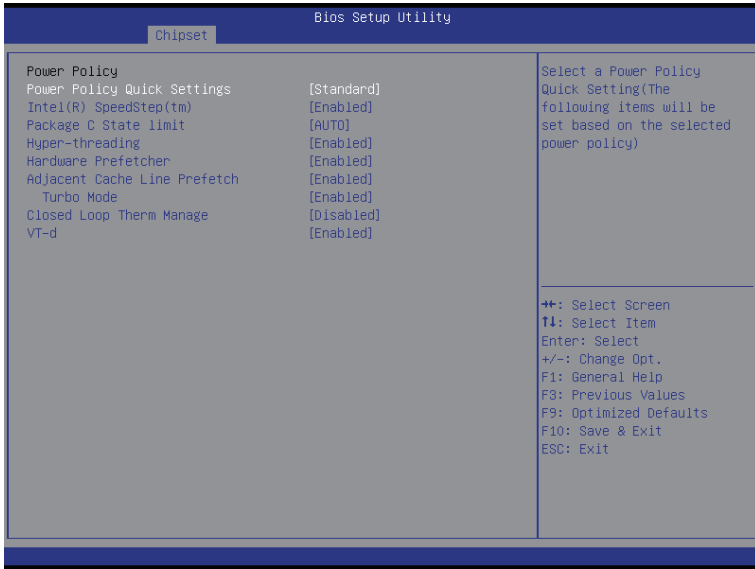 Bios Setup Utility
Chipset
Power Policy
Power Policy Quick Settings [Standard]
Intel(R) SpeedStep(tm) [Enabled]
Package C State limit [AUTO]
Hyper-threading [Enabled]
Hardware Prefetcher [Enabled]
Adjacent Cache Line Prefetch [Enabled]
Turbo Mode [Enabled]
Closed Loop Therm Manage [Disabled]
VT-d [Enabled]
Select a Power Policy
Quick Setting(The
following items will be
set based on the selected
power policy)
→←: Select Screen
↑↓: Select Item
Enter: Select
+/-: Change Opt.
F1: General Help
F3: Previous Values
F9: Optimized Defaults
F10: Save & Exit
ESC: Exit